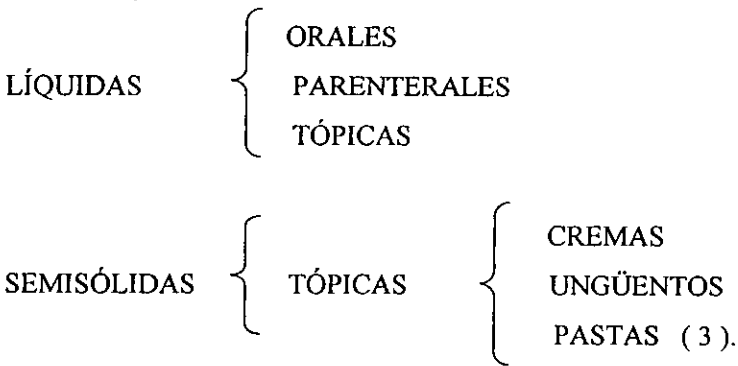 ORALES
LÍQUIDAS
PARENTERALES
TÓPICAS
CREMAS
SEMISÓLIDAS TÓPICAS UNGÜENTOS
PASTAS ( 3 ).